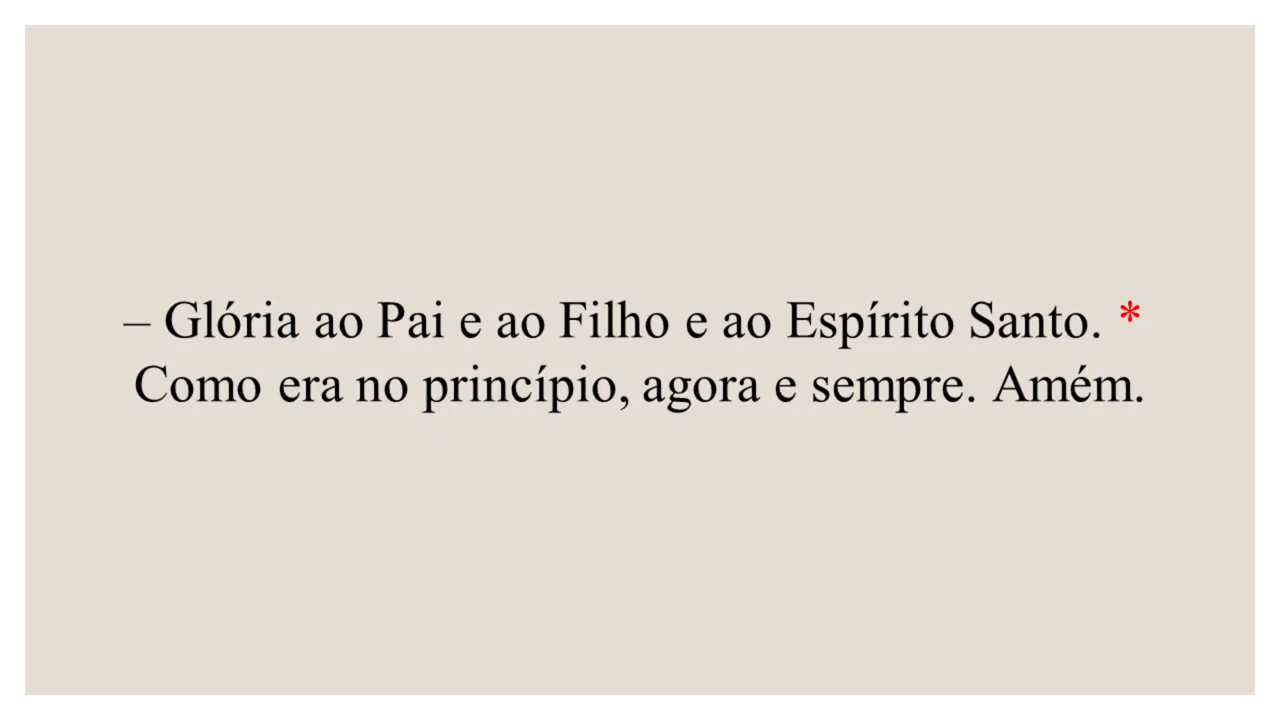 – Glória ao Pai e ao Filho e ao Espírito Santo. *
Como era no princípio, agora e sempre. Amém.